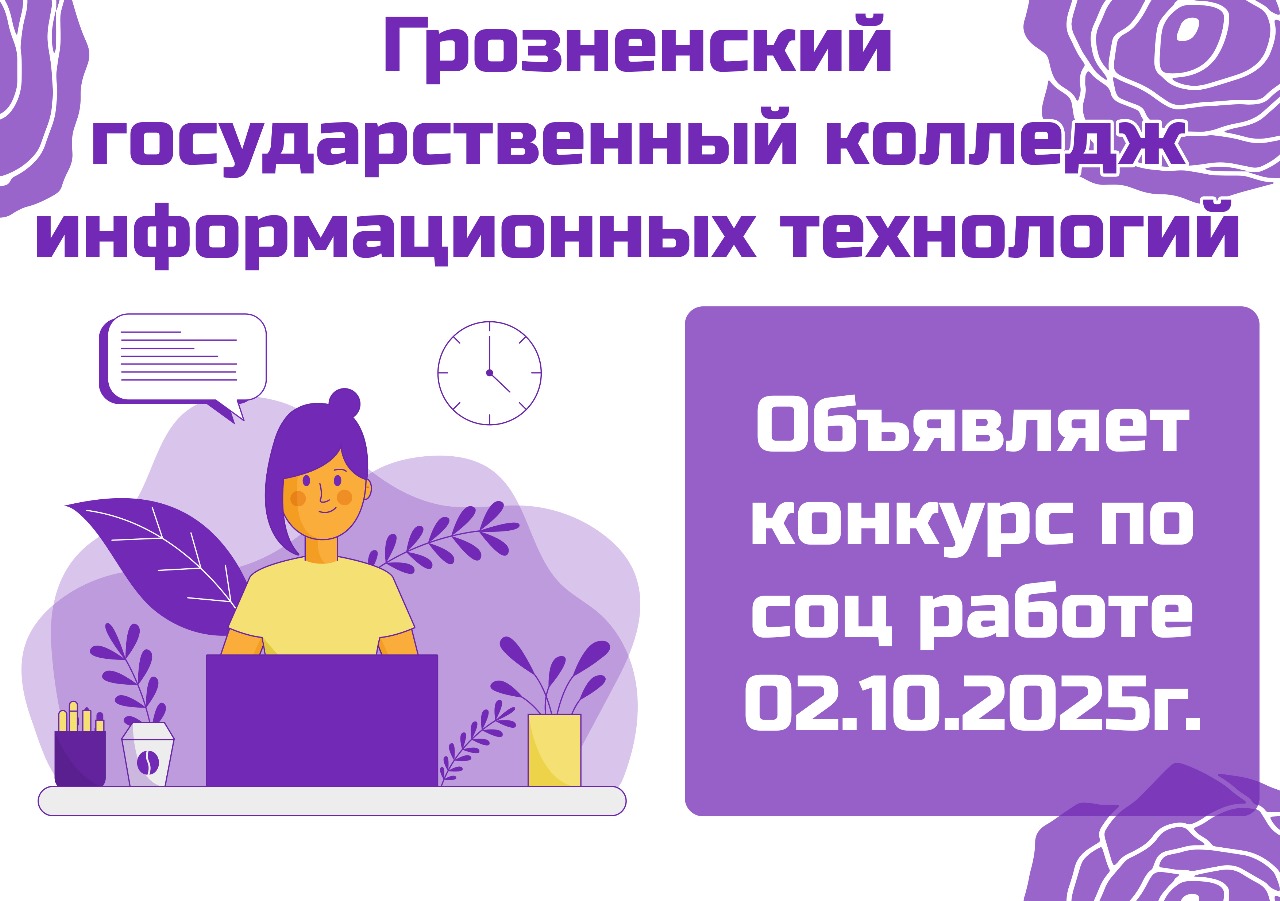 Грозненский
государственный колледж
информационных технологий
Объявляет
конкурс по
соц работе
02.10.2025г.